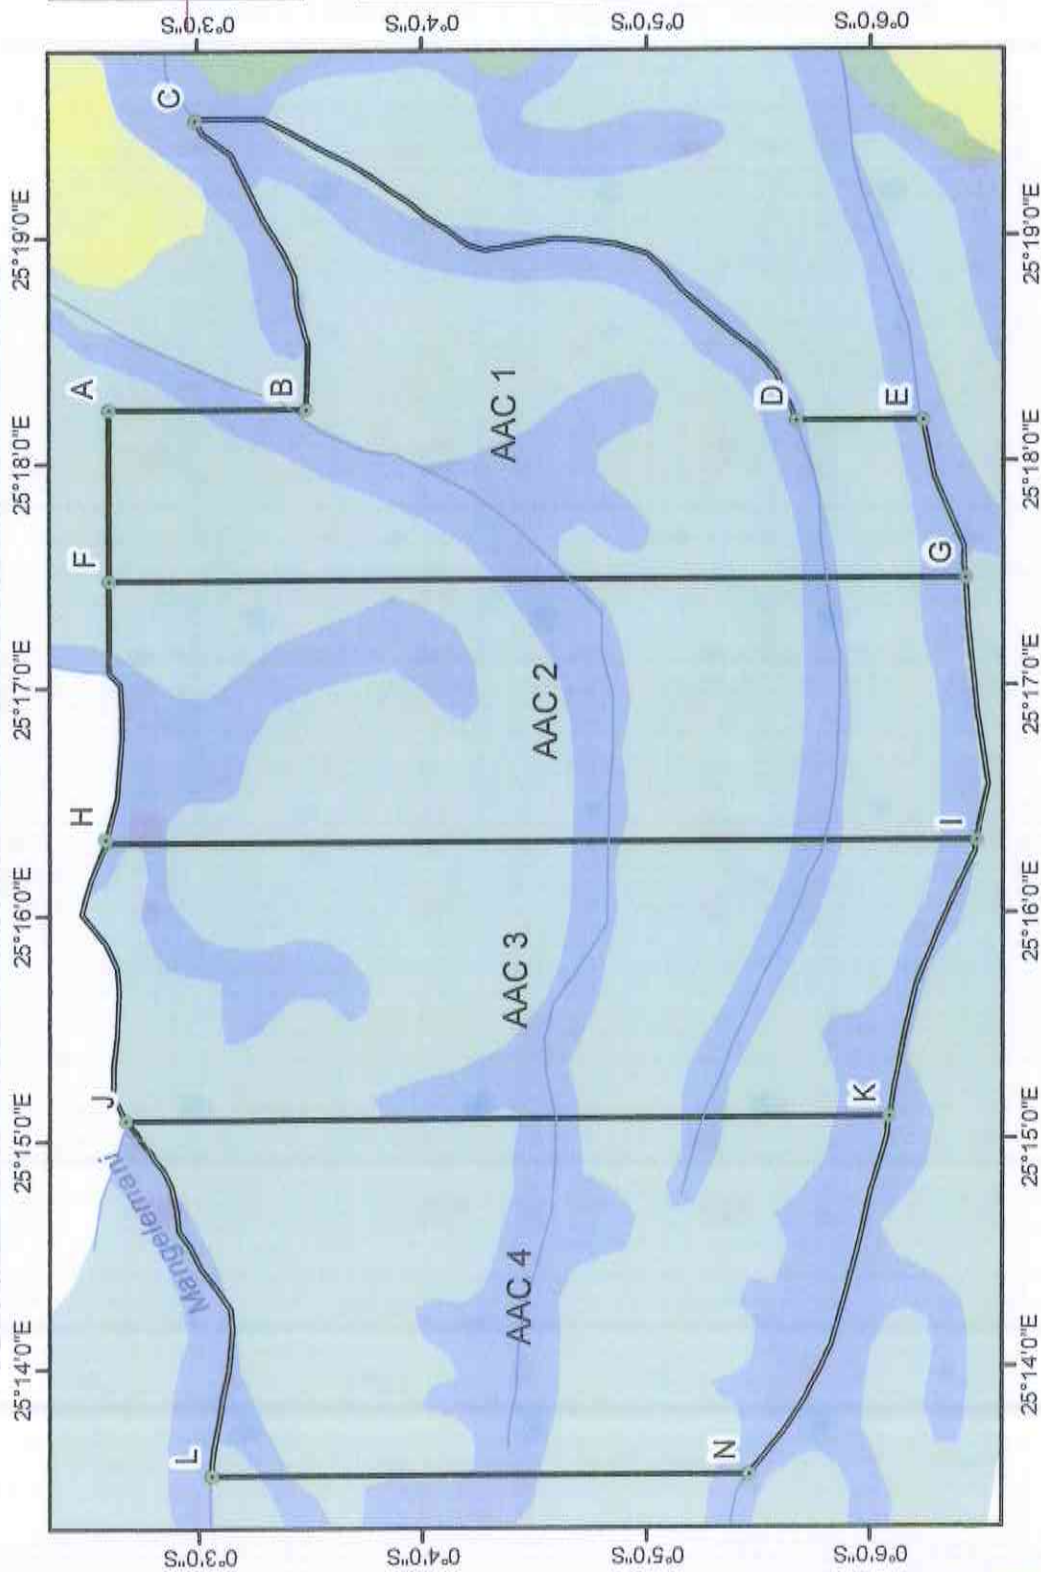 25°14'0"E 25°15'0"E 25°16'0"E 25°17'0"E 25°18'0"E 25°19'0"E
0°3'0"S
0°3'0"S
0°4'0"S
0°4'0"S
0°5'0"S
0°5'0"S
0°6'0"S
0°6'0"S
L
J
H
F
A
C
Mangelemani
B
AAC 4
AAC 3
AAC 2
AAC 1
N
K
I
G
D
E
25°14'0"E 25°15'0"E 25°16'0"E 25°17'0"E 25°18'0"E 25°19'0"E